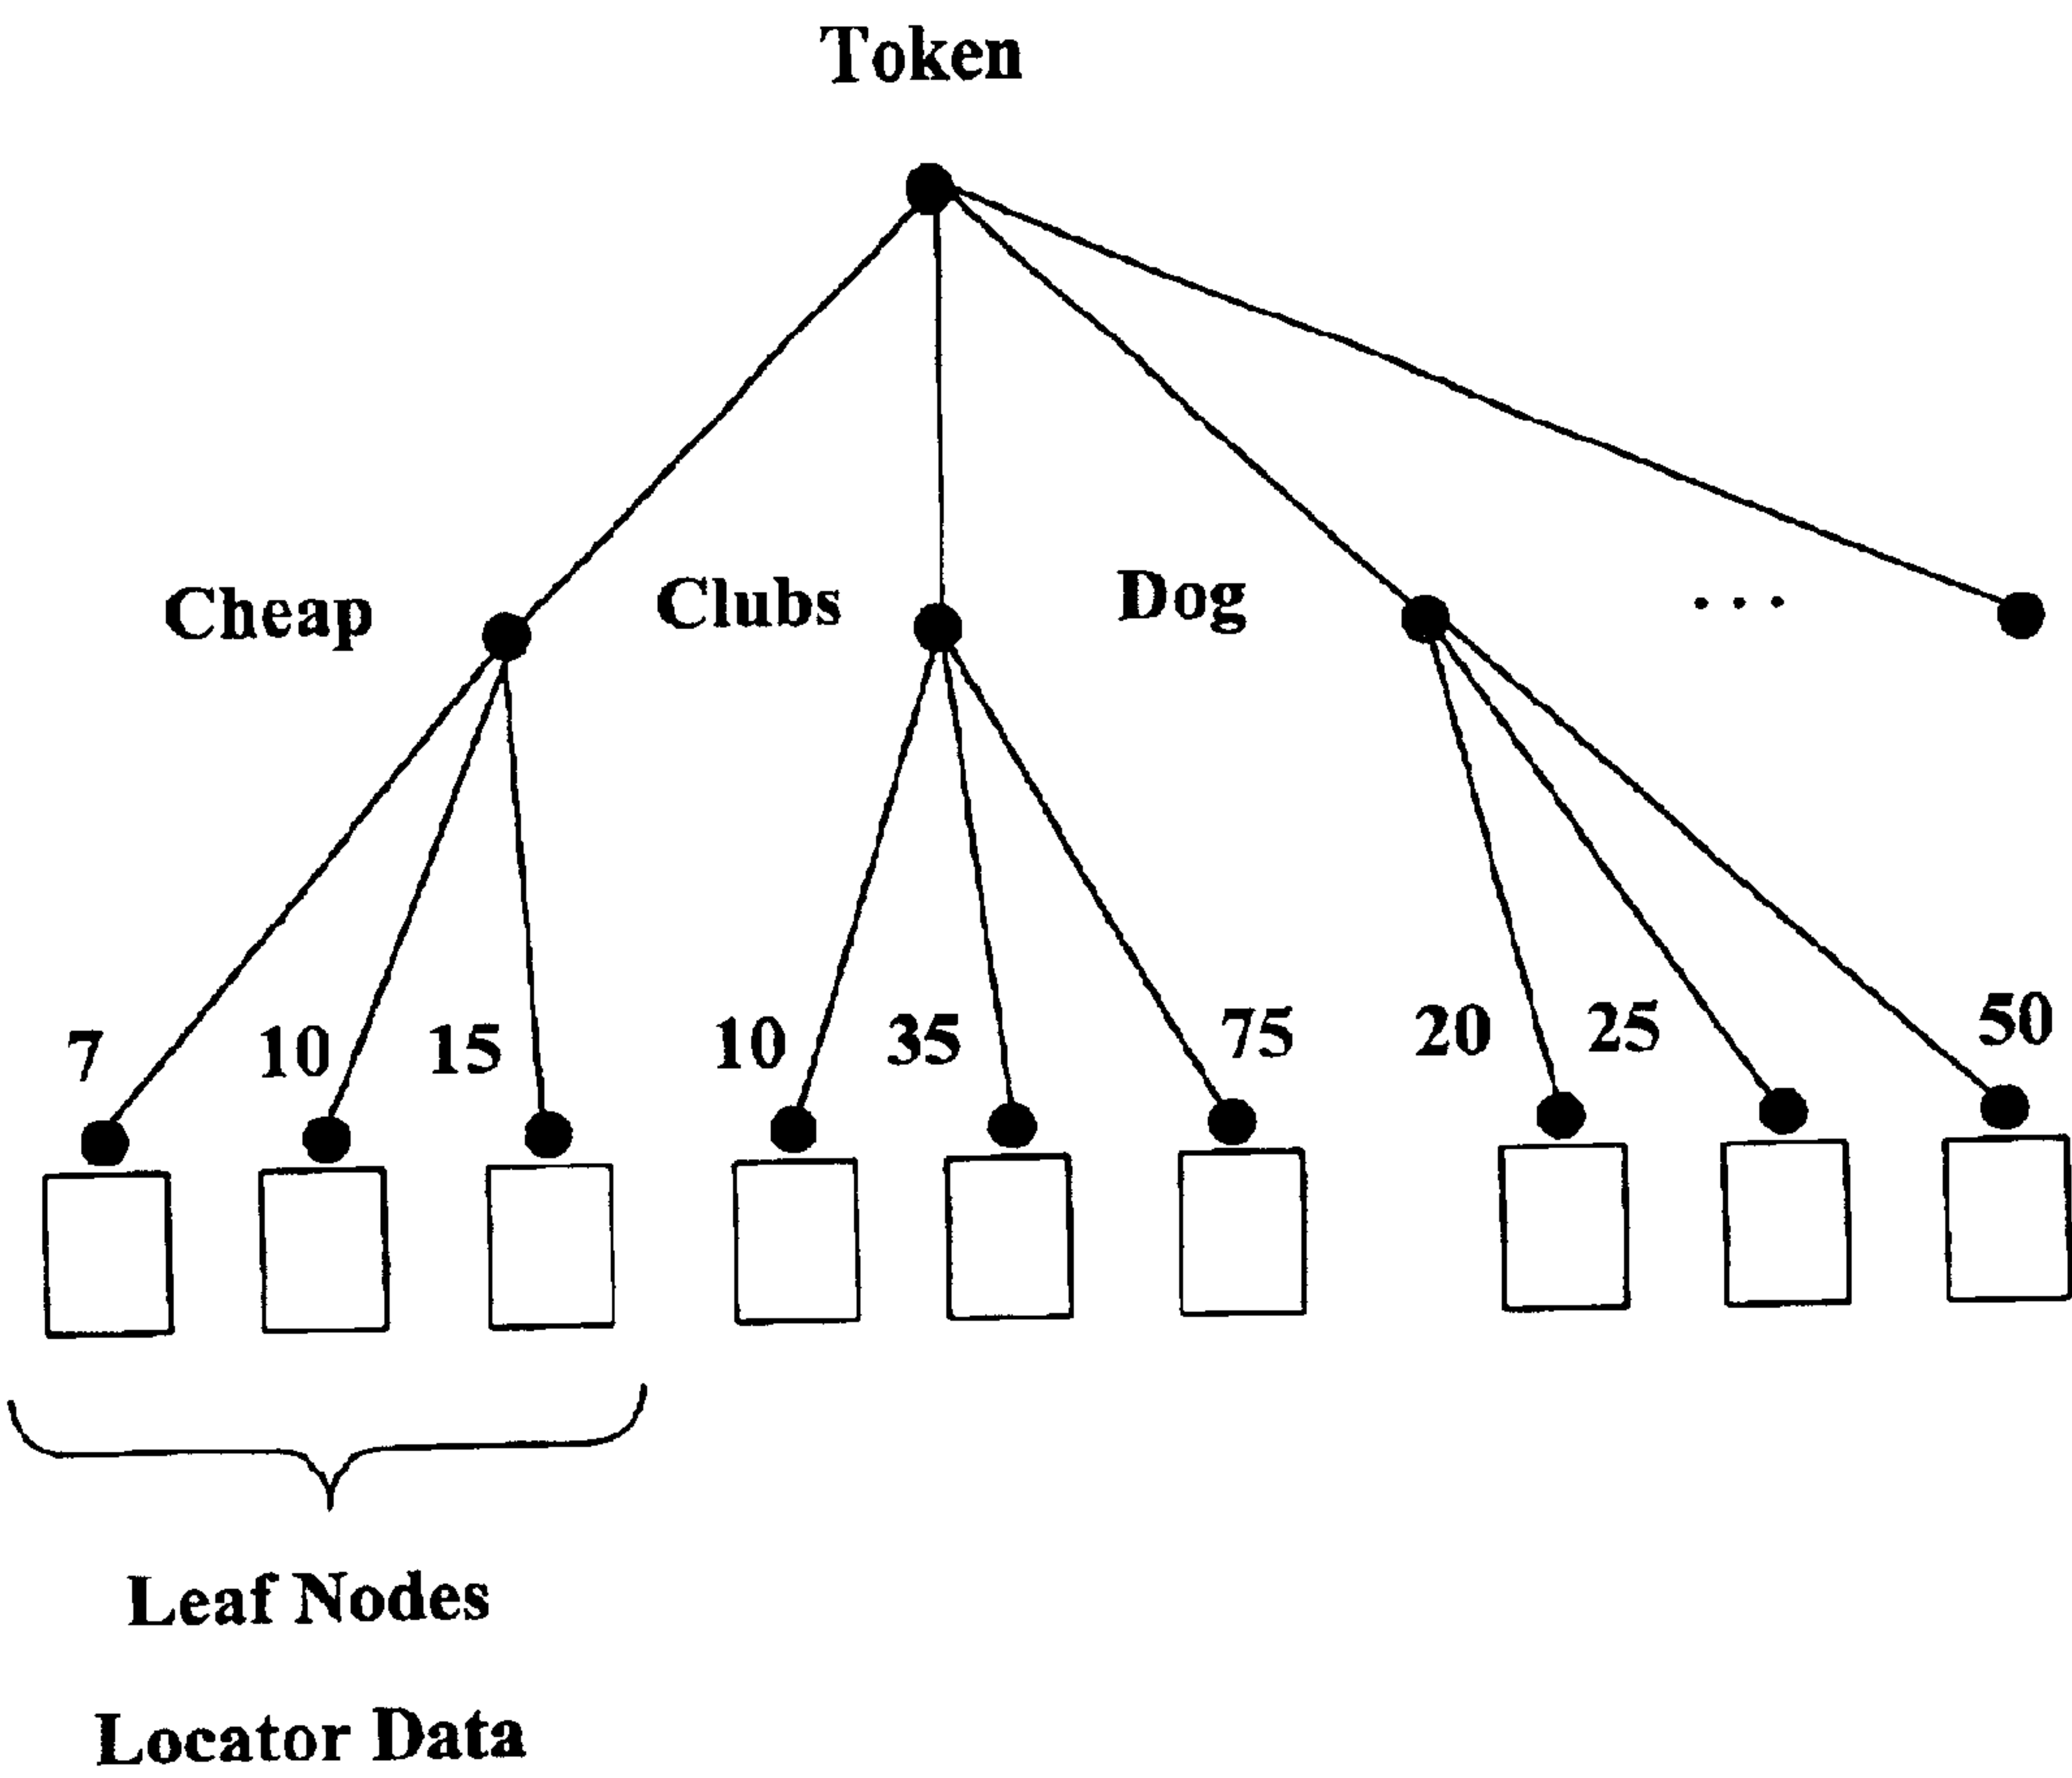 Token
Cheap Clubs Dog ...
7 10 15 10 35 75 20 25 50
Leaf Nodes
Locator Data